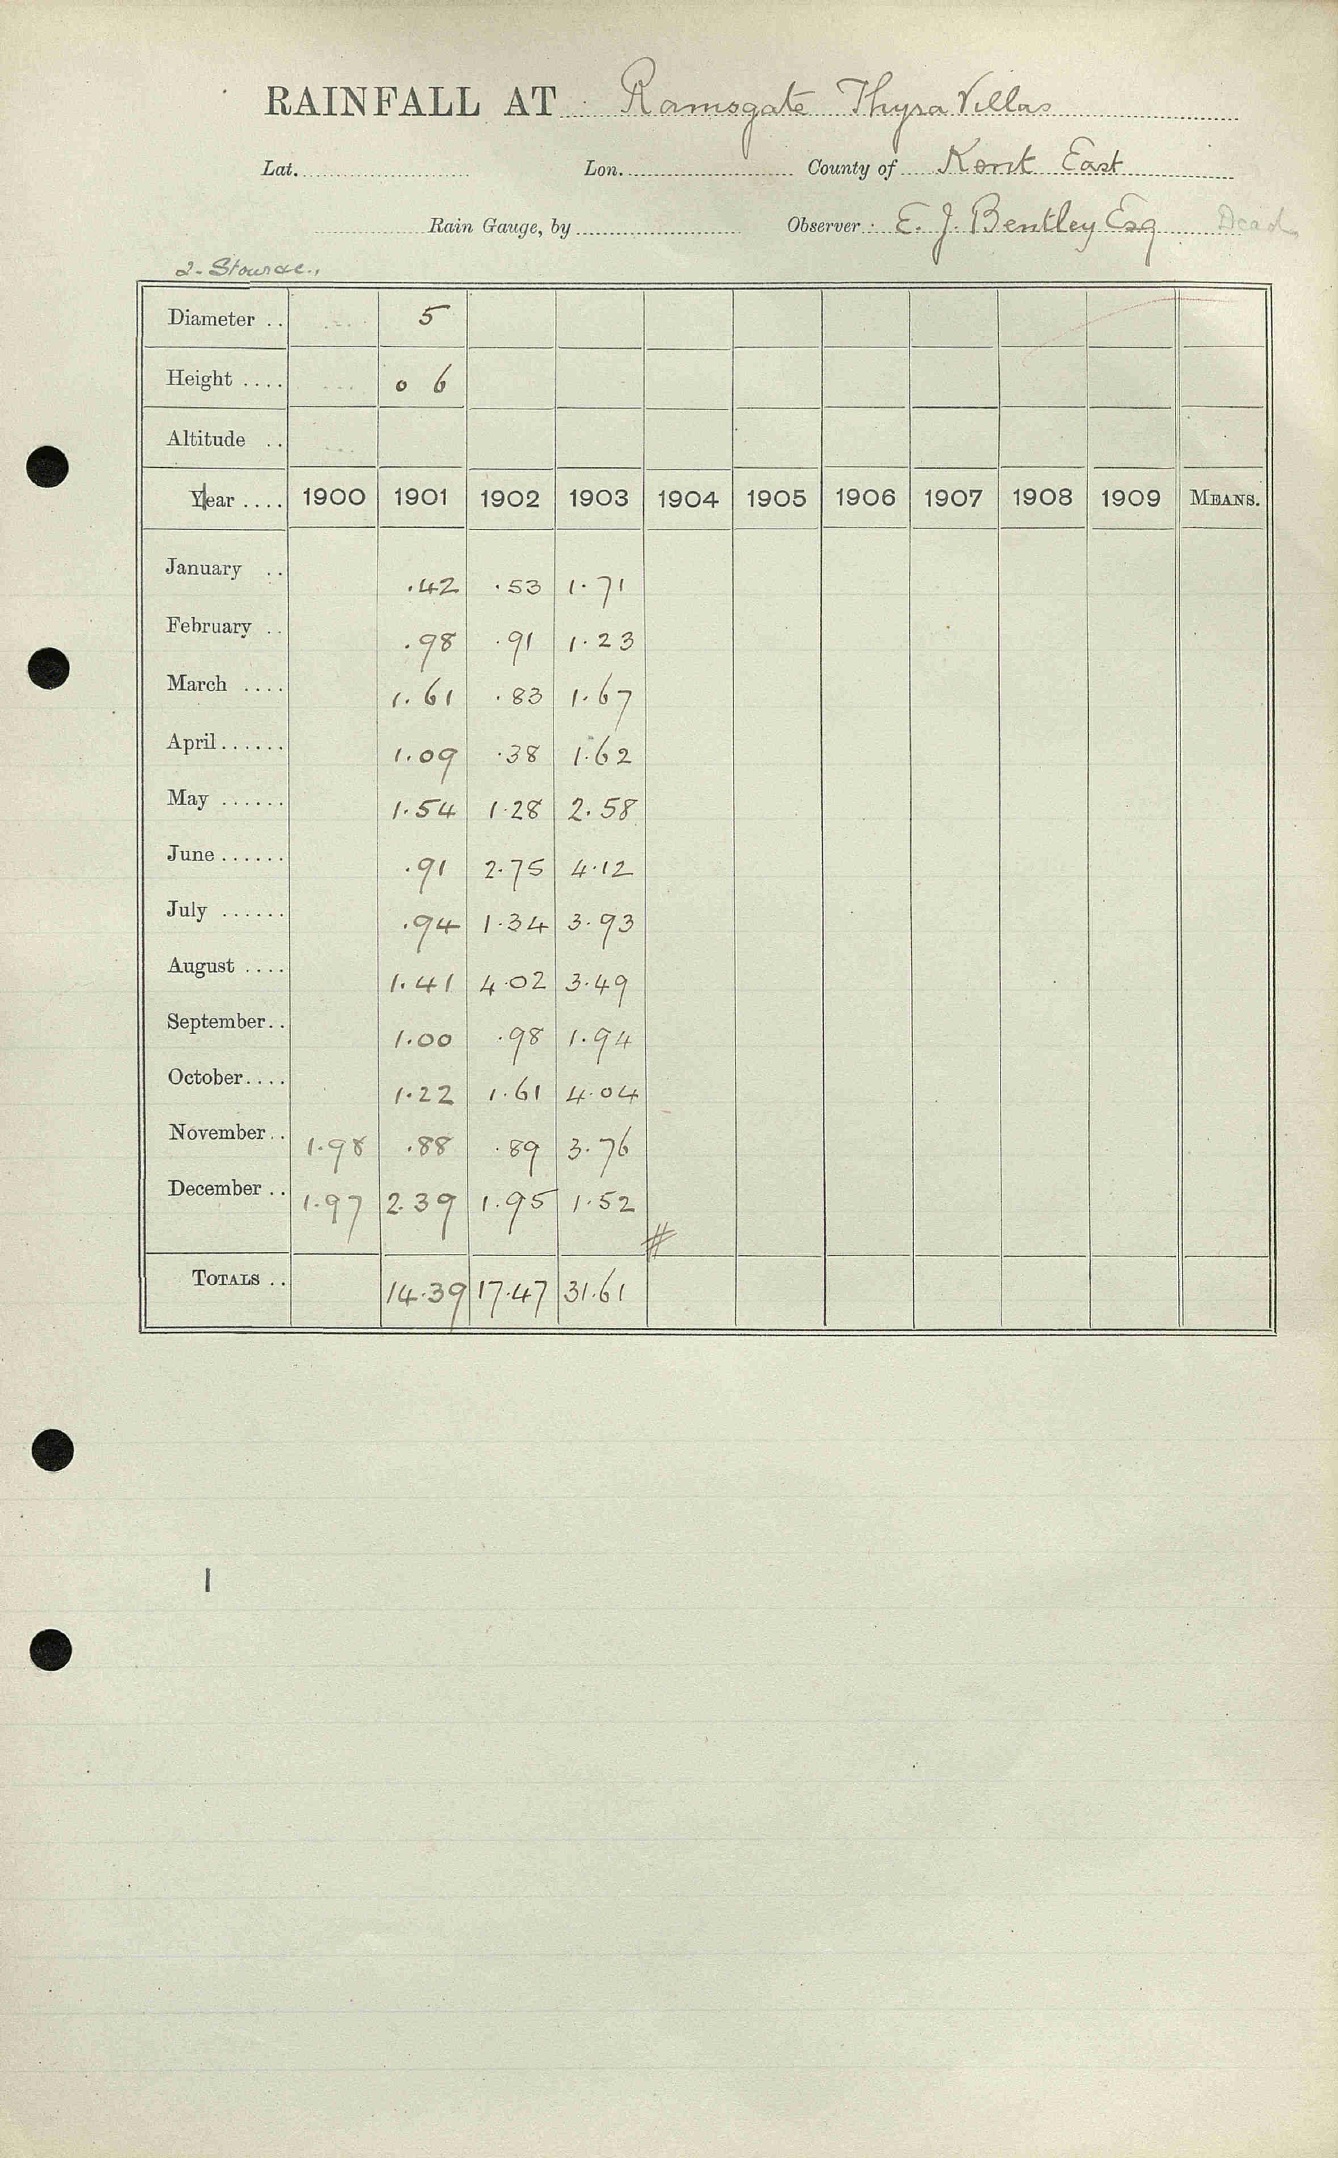 RAINFALL AT Ramsgate Thyra Villas
Lat. Lon. County of Kent East
Rain Gauge, by Observer E. J. Bentley Esq Dead
2. Stour &c.,
Diameter .. 5
Height .... 0 6
Altitude ..
Year .... 1900 1901 1902 1903 1904 1905 1906 1907 1908 1909 MEANS.
January .. .42 .53 1.71
February .. .98 .91 1.23
March .... 1.61 .83 1.67
April ...... 1.09 .38 1.62
May ...... 1.54 1.28 2.58
June ...... .91 2.75 4.12
July ...... .94 1.34 3.93
August .... 1.41 4.02 3.49
September.. 1.00 .98 1.94
October.... 1.22 1.61 4.04
November.. 1.98 .88 .89 3.76
December .. 1.97 2.39 1.95 1.52
#
TOTALS .. 14.39 17.47 31.61